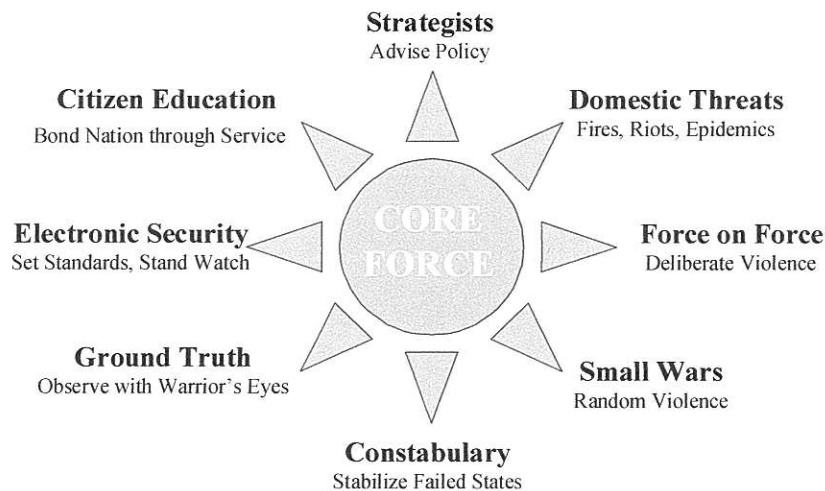 Strategists
Advise Policy
Citizen Education
Bond Nation through Service
Domestic Threats
Fires, Riots, Epidemics
CORE
FORCE
Electronic Security
Set Standards, Stand Watch
Force on Force
Deliberate Violence
Ground Truth
Observe with Warrior's Eyes
Small Wars
Random Violence
Constabulary
Stabilize Failed States